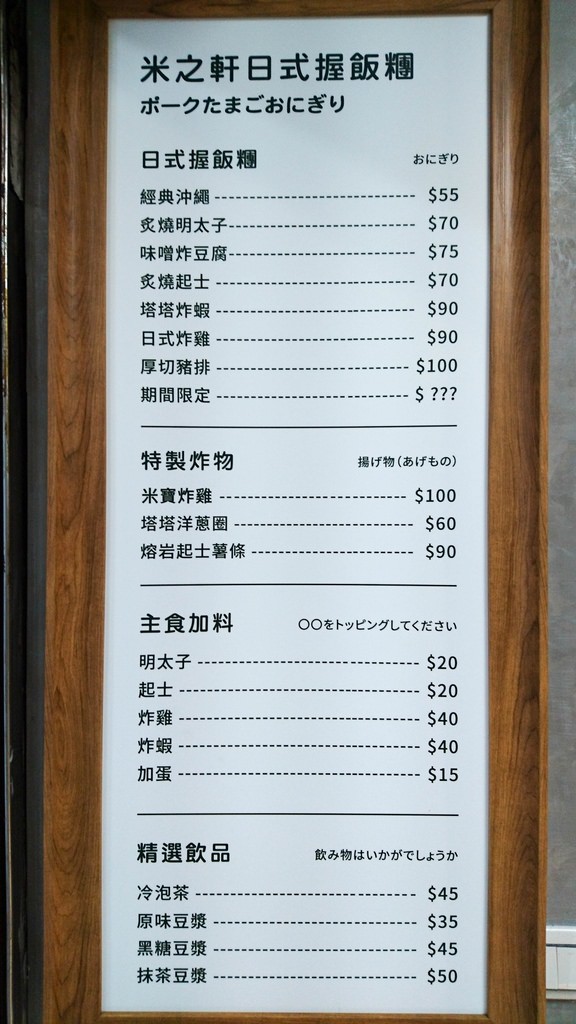 米之軒日式握飯糰
ポークたまごおにぎり
日式握飯糰 おにぎり
經典沖繩 $55
炙燒明太子 $70
味噌炸豆腐 $75
炙燒起士 $70
塔塔炸蝦 $90
日式炸雞 $90
厚切豬排 $100
期間限定 $ ???
特製炸物 揚げ物(あげもの)
米寶炸雞 $100
塔塔洋蔥圈 $60
熔岩起士薯條 $90
主食加料 〇〇をトッピングしてください
明太子 $20
起士 $20
炸雞 $40
炸蝦 $40
加蛋 $15
精選飲品 飲み物はいかがでしょうか
冷泡茶 $45
原味豆漿 $35
黑糖豆漿 $45
抹茶豆漿 $50